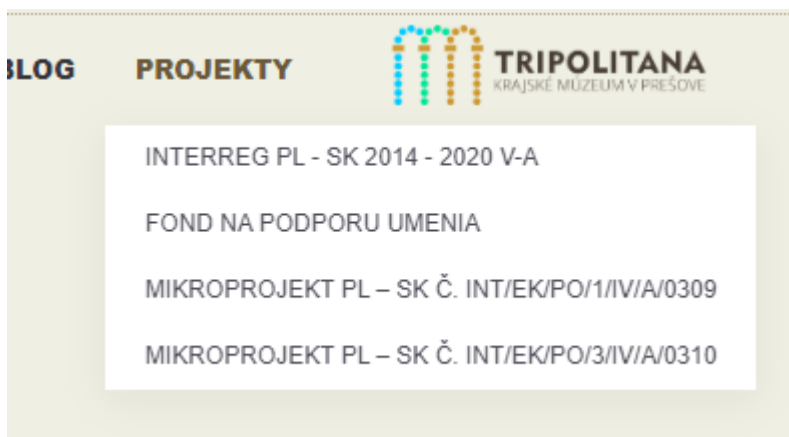 BLOG PROJEKTY TRIPOLITANA
KRAJSKÉ MÚZEUM V PREŠOVE
INTERREG PL - SK 2014 - 2020 V-A
FOND NA PODPORU UMENIA
MIKROPROJEKT PL – SK Č. INT/EK/PO/1/IV/A/0309
MIKROPROJEKT PL – SK Č. INT/EK/PO/3/IV/A/0310